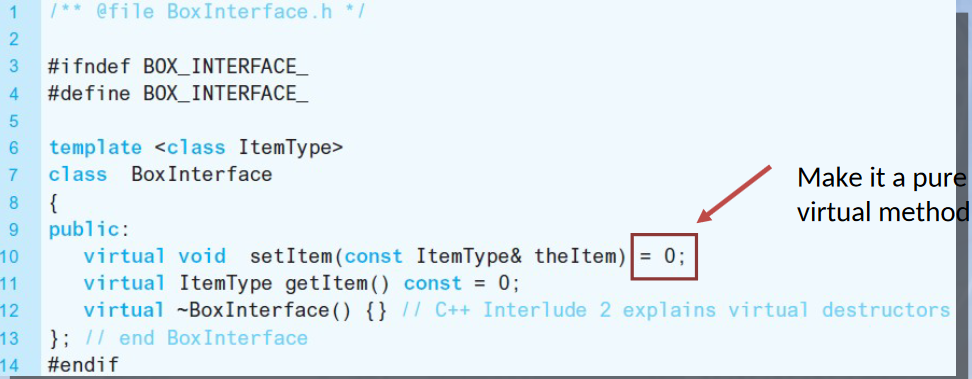 1 /** @file BoxInterface.h */
2
3 #ifndef BOX_INTERFACE_
4 #define BOX_INTERFACE_
5
6 template <class ItemType>
7 class BoxInterface
8 {
9 public:
10 virtual void setItem(const ItemType& theItem) = 0;
11 virtual ItemType getItem() const = 0;
12 virtual ~BoxInterface() {} // C++ Interlude 2 explains virtual destructors
13 }; // end BoxInterface
14 #endif
Make it a pure
virtual method